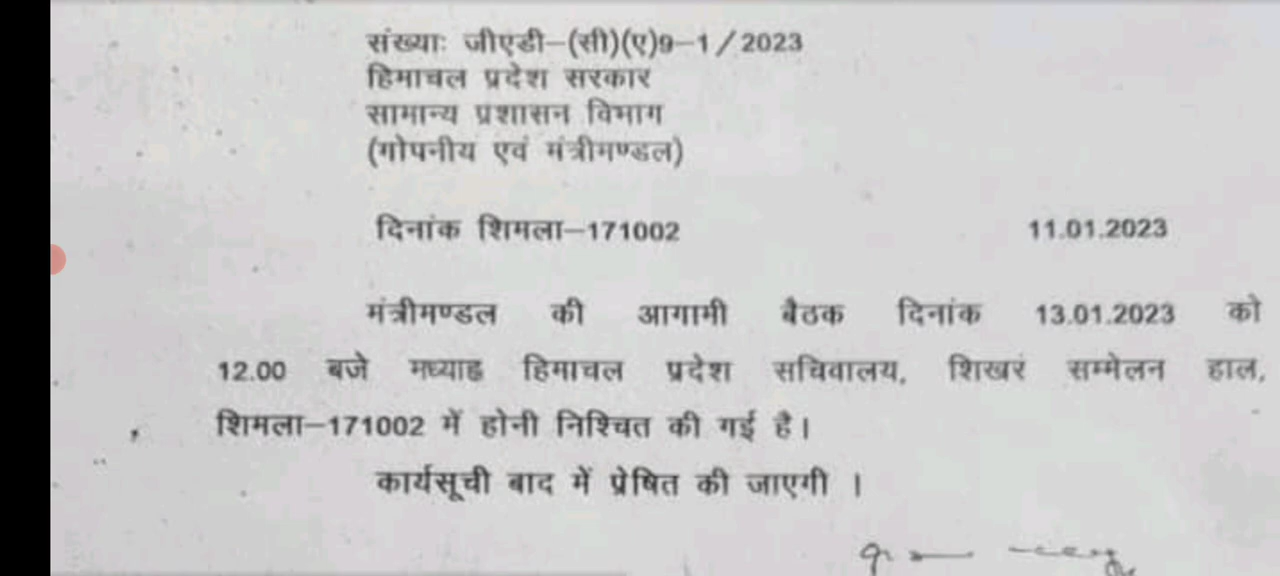 संख्याः जीएडी–(सी)(ए)9–1/2023
हिमाचल प्रदेश सरकार
सामान्य प्रशासन विभाग
(गोपनीय एवं मंत्रीमण्डल)
दिनांक शिमला–171002 11.01.2023
मंत्रीमण्डल की आगामी बैठक दिनांक 13.01.2023 को
12.00 बजे मध्याह्न हिमाचल प्रदेश सचिवालय, शिखर सम्मेलन हाल,
शिमला–171002 में होनी निश्चित की गई है।
कार्यसूची बाद में प्रेषित की जाएगी ।